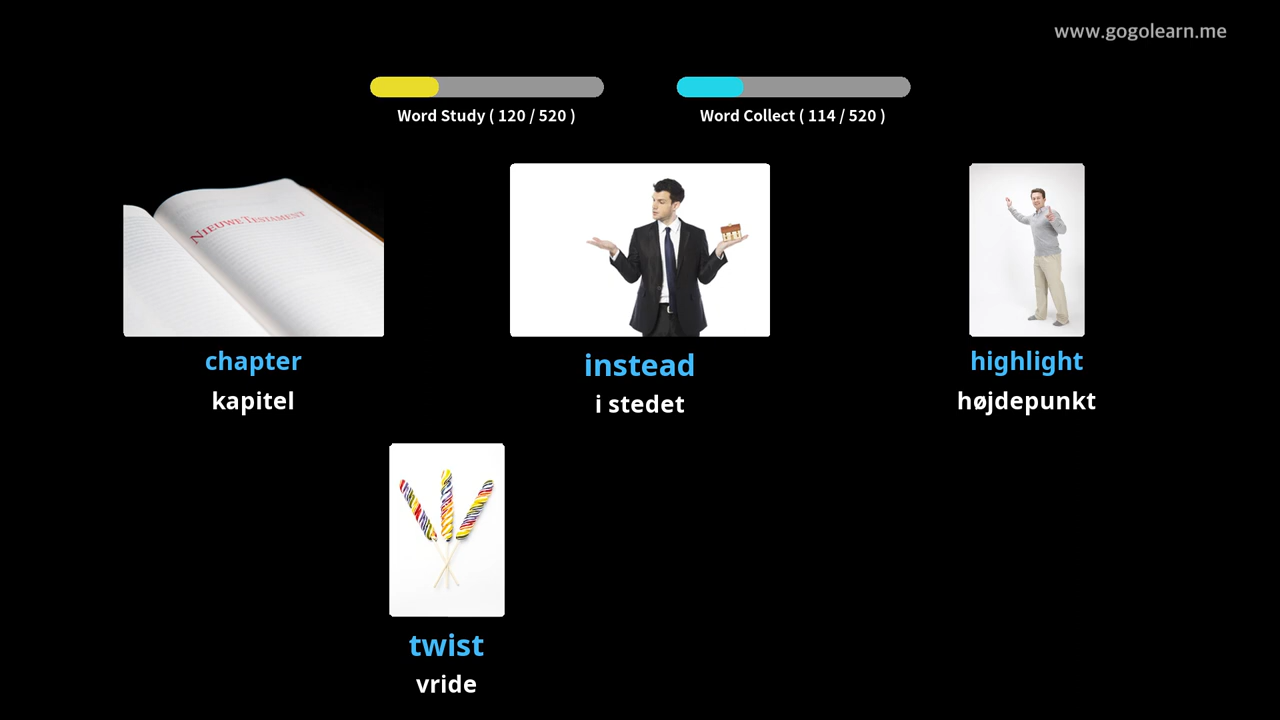 www.gogolearn.me
Word Study ( 120 / 520 )
Word Collect ( 114 / 520 )
NIEUWE TESTAMENT
chapter
kapitel
instead
i stedet
highlight
højdepunkt
twist
vride